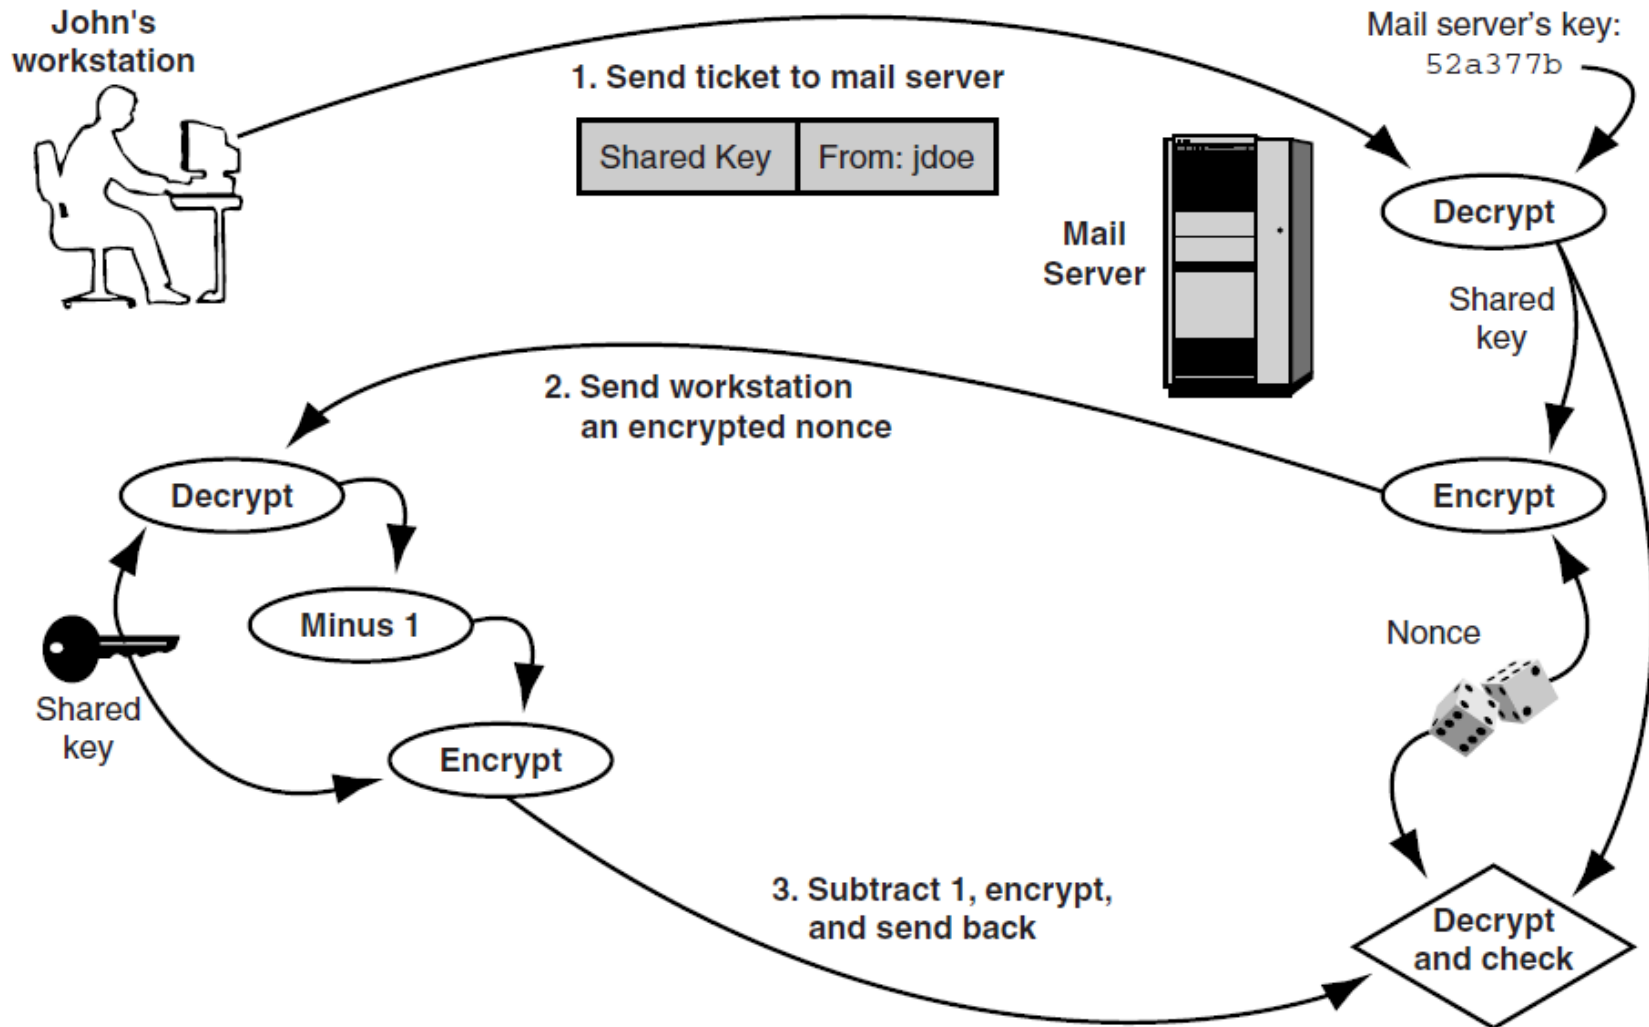 John's
workstation
1. Send ticket to mail server
Shared Key
From: jdoe
Mail server’s key:
52a377b
Decrypt
Mail
Server
Shared
key
2. Send workstation
an encrypted nonce
Decrypt
Encrypt
Minus 1
Nonce
Shared
key
Encrypt
3. Subtract 1, encrypt,
and send back
Decrypt
and check